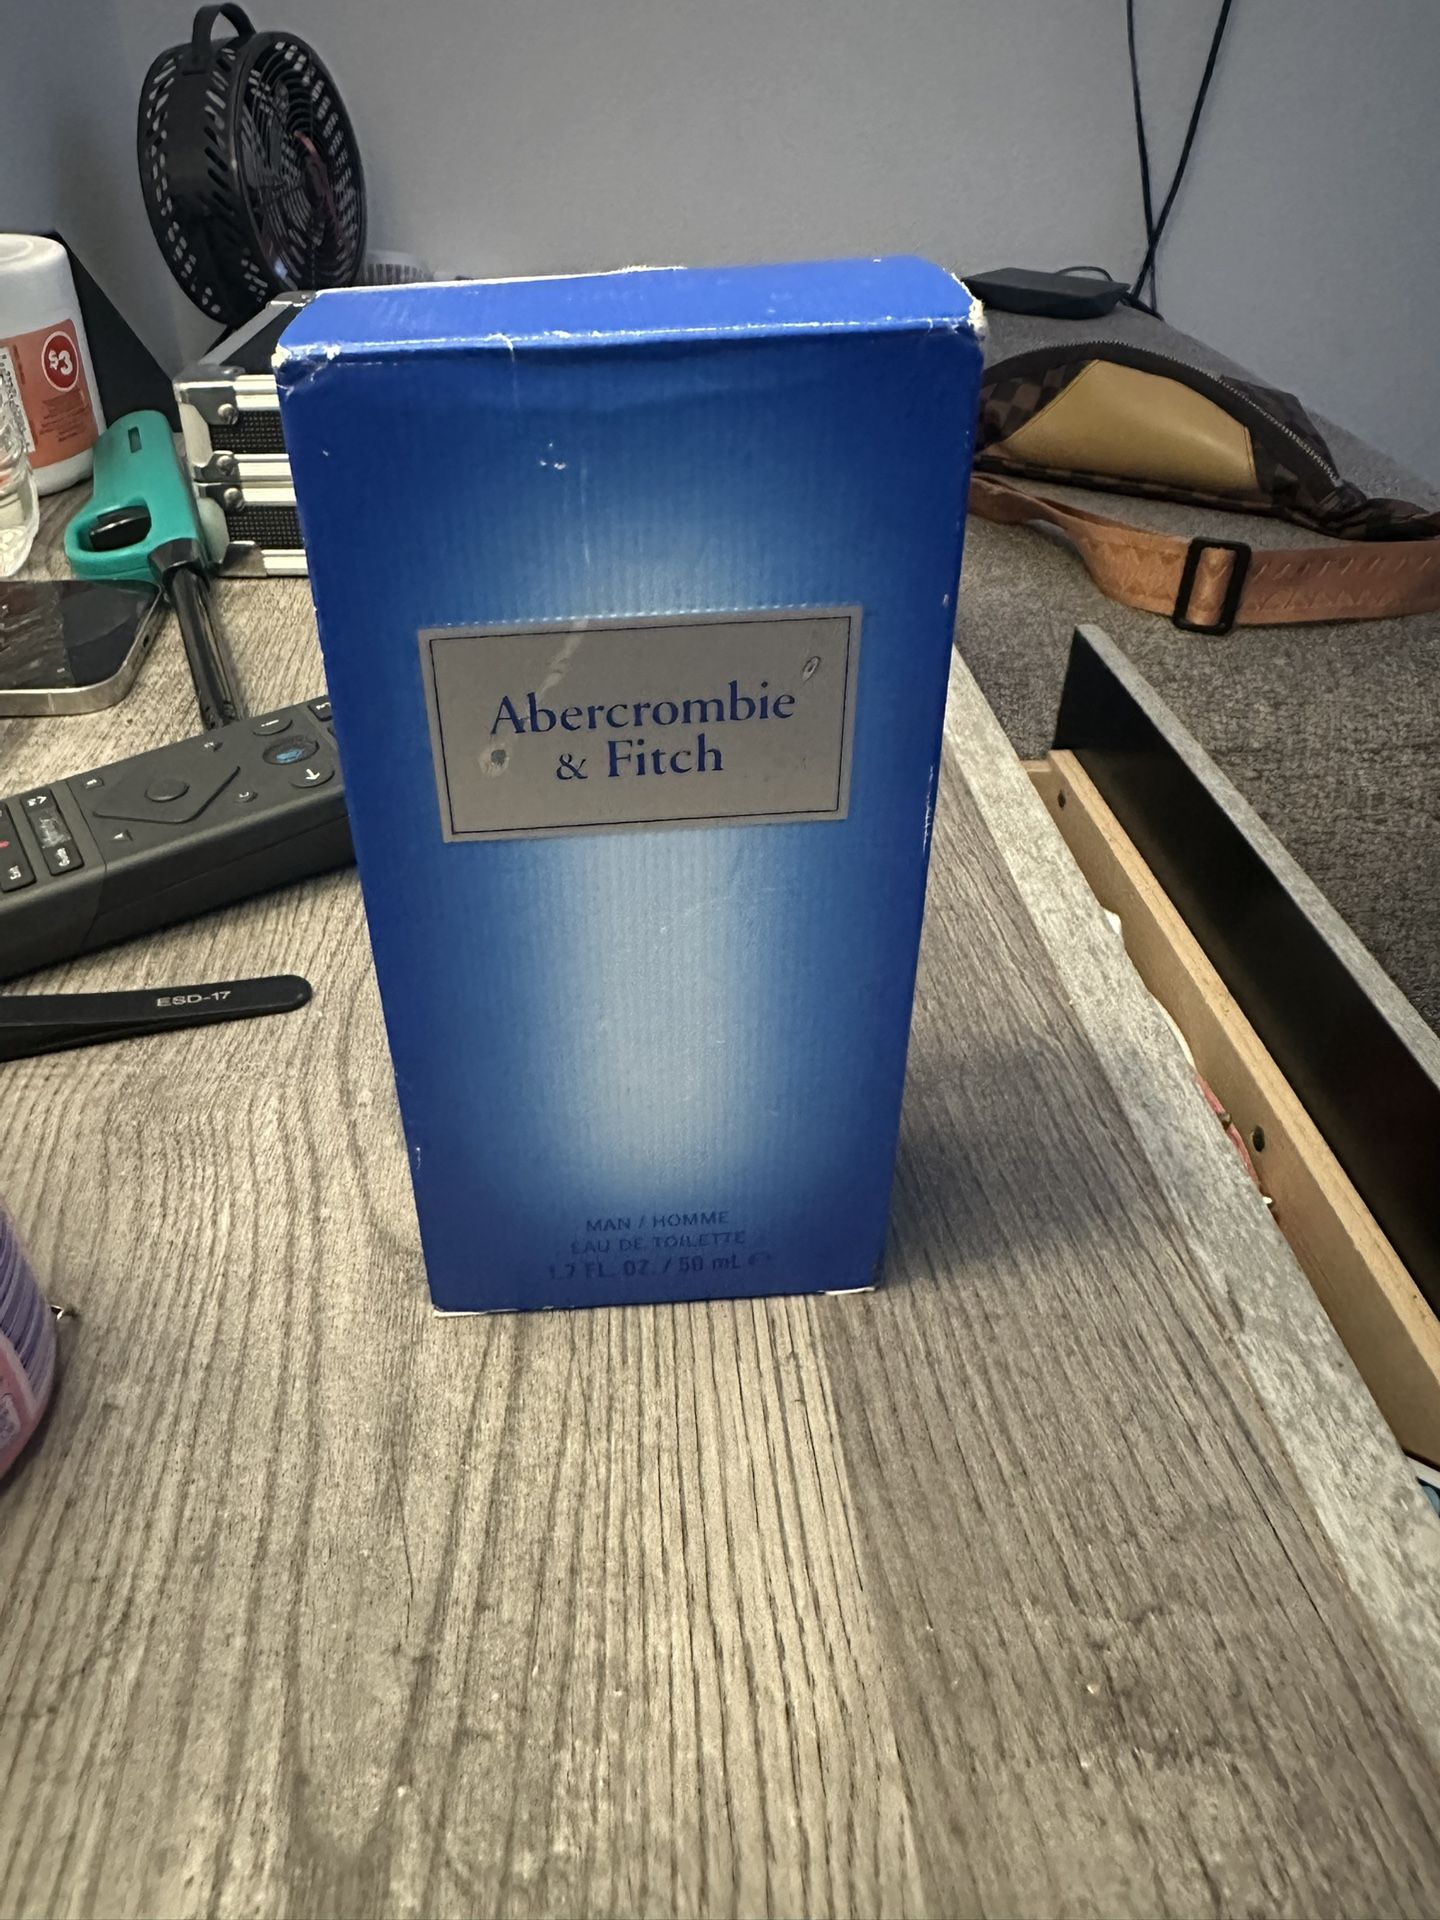 $3
Abercrombie
& Fitch
ESD-17
MAN / HOMME
EAU DE TOILETTE
1.7 FL. OZ. / 50 mL e